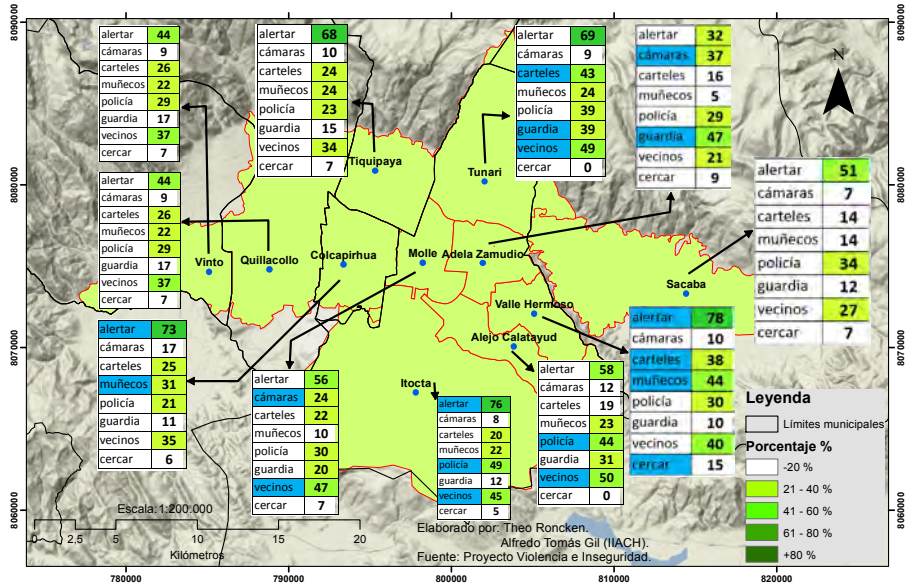 8090000
8080000
8070000
8060000
alertar 44
cámaras 9
carteles 26
muñecos 22
policía 29
guardia 17
vecinos 37
cercar 7
alertar 68
cámaras 10
carteles 24
muñecos 24
policía 23
guardia 15
vecinos 34
cercar 7
alertar 69
cámaras 9
carteles 43
muñecos 24
policía 39
guardia 39
vecinos 49
cercar 0
alertar 32
cámaras 37
carteles 16
muñecos 5
policía 29
guardia 47
vecinos 21
cercar 9
N
alertar 44
cámaras 9
carteles 26
muñecos 22
policía 29
guardia 17
vecinos 37
cercar 7
alertar 51
cámaras 7
carteles 14
muñecos 14
policía 34
guardia 12
vecinos 27
cercar 7
Tiquipaya
Tunari
Vinto
Quillacollo
Colcapirhua
Molle
Adela Zamudio
Sacaba
Valle Hermoso
Alejo Calatayud
Itocta
alertar 73
cámaras 17
carteles 25
muñecos 31
policía 21
guardia 11
vecinos 35
cercar 6
alertar 56
cámaras 24
carteles 22
muñecos 10
policía 30
guardia 20
vecinos 47
cercar 7
alertar 76
cámaras 8
carteles 20
muñecos 22
policía 49
guardia 12
vecinos 45
cercar 5
alertar 58
cámaras 12
carteles 19
muñecos 23
policía 44
guardia 31
vecinos 50
cercar 0
alertar 78
cámaras 10
carteles 38
muñecos 44
policía 30
guardia 10
vecinos 40
cercar 15
Leyenda
Límites municipales
Porcentaje %
-20 %
21 - 40 %
41 - 60 %
61 - 80 %
+80 %
Escala:1:200.000
0 2,5 5 10 15 20
Kilómetros
Elaborado por: Theo Roncken.
Alfredo Tomás Gil (IIACH).
Fuente: Proyecto Violencia e Inseguridad.
780000 790000 800000 810000 820000